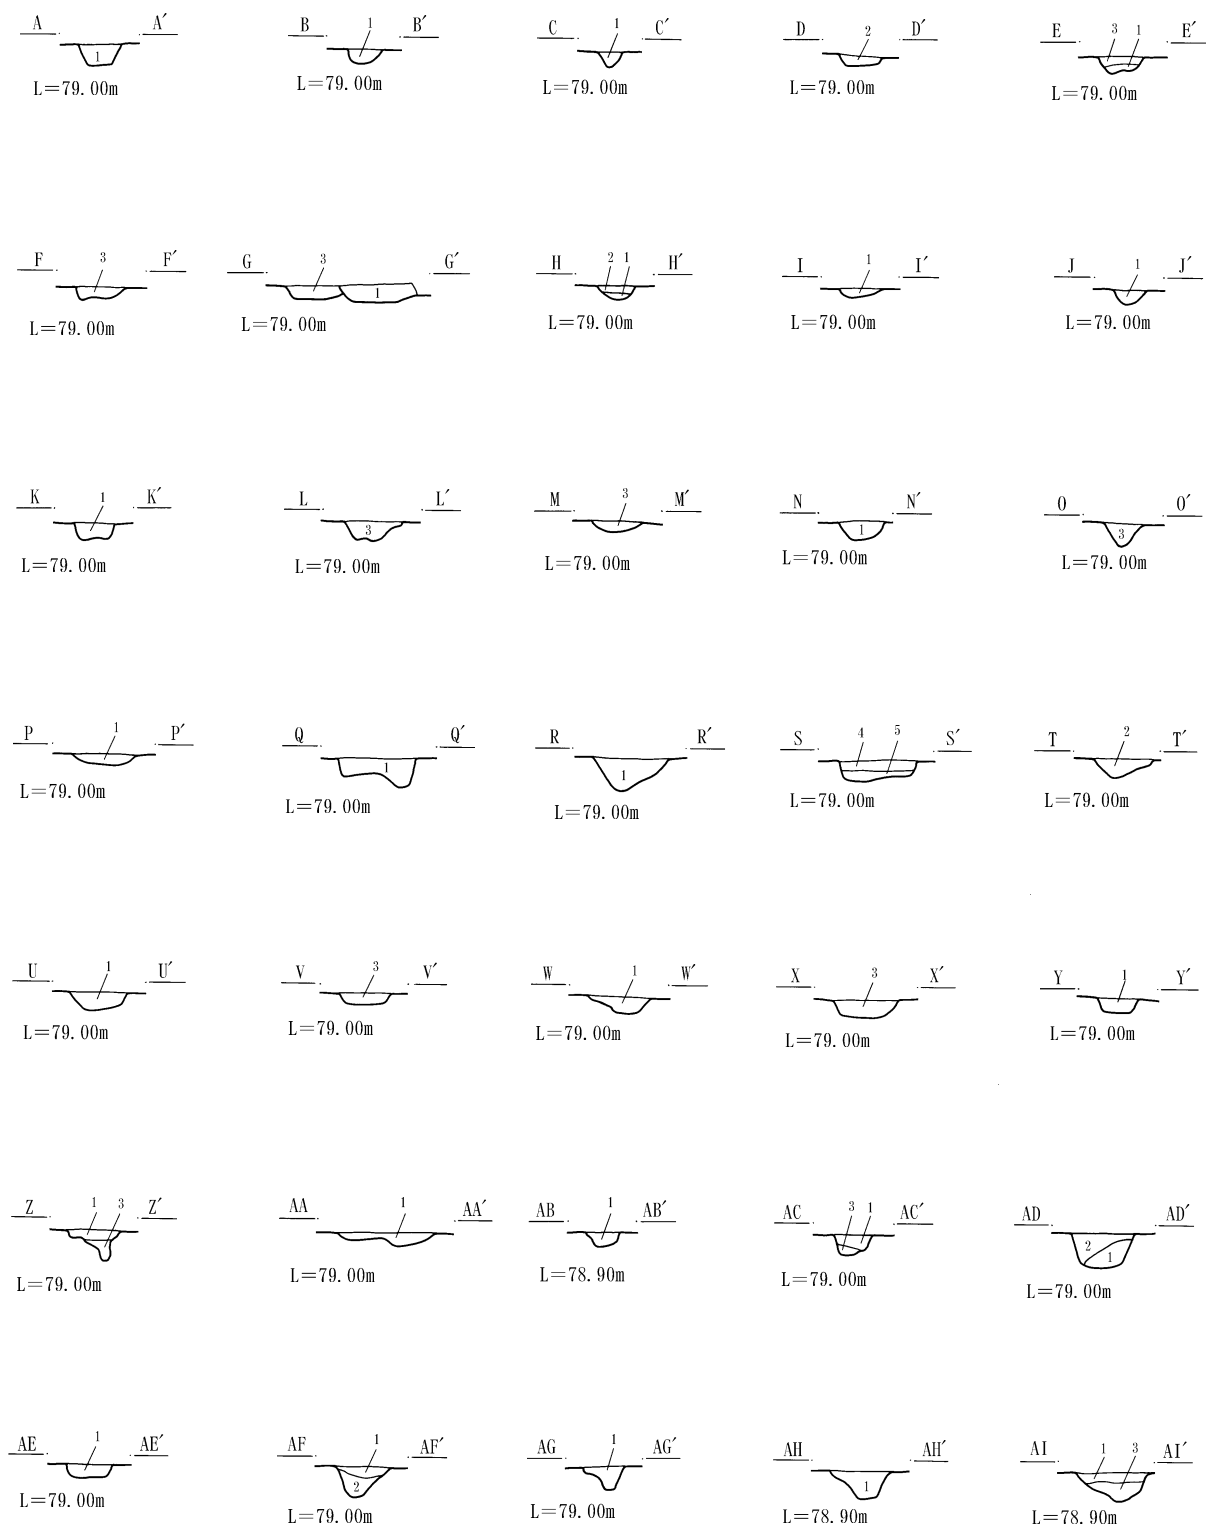 A A′
1
L=79.00m
B 1 B′
L=79.00m
C 1 C′
L=79.00m
D 2 D′
L=79.00m
E 3 1 E′
L=79.00m
F 3 F′
L=79.00m
G 3 G′
1
L=79.00m
H 2 1 H′
L=79.00m
I 1 I′
L=79.00m
J 1 J′
L=79.00m
K 1 K′
L=79.00m
L L′
3
L=79.00m
M 3 M′
L=79.00m
N N′
1
L=79.00m
O O′
3
L=79.00m
P 1 P′
L=79.00m
Q Q′
1
L=79.00m
R R′
1
L=79.00m
S 4 5 S′
L=79.00m
T 2 T′
L=79.00m
U 1 U′
L=79.00m
V 3 V′
L=79.00m
W 1 W′
L=79.00m
X 3 X′
L=79.00m
Y 1 Y′
L=79.00m
Z 1 3 Z′
L=79.00m
AA 1 AA′
L=79.00m
AB 1 AB′
L=78.90m
AC 3 1 AC′
L=79.00m
AD AD′
2 1
L=79.00m
AE 1 AE′
L=79.00m
AF 1 AF′
2
L=79.00m
AG 1 AG′
L=79.00m
AH AH′
1
L=78.90m
AI 1 3 AI′
L=78.90m